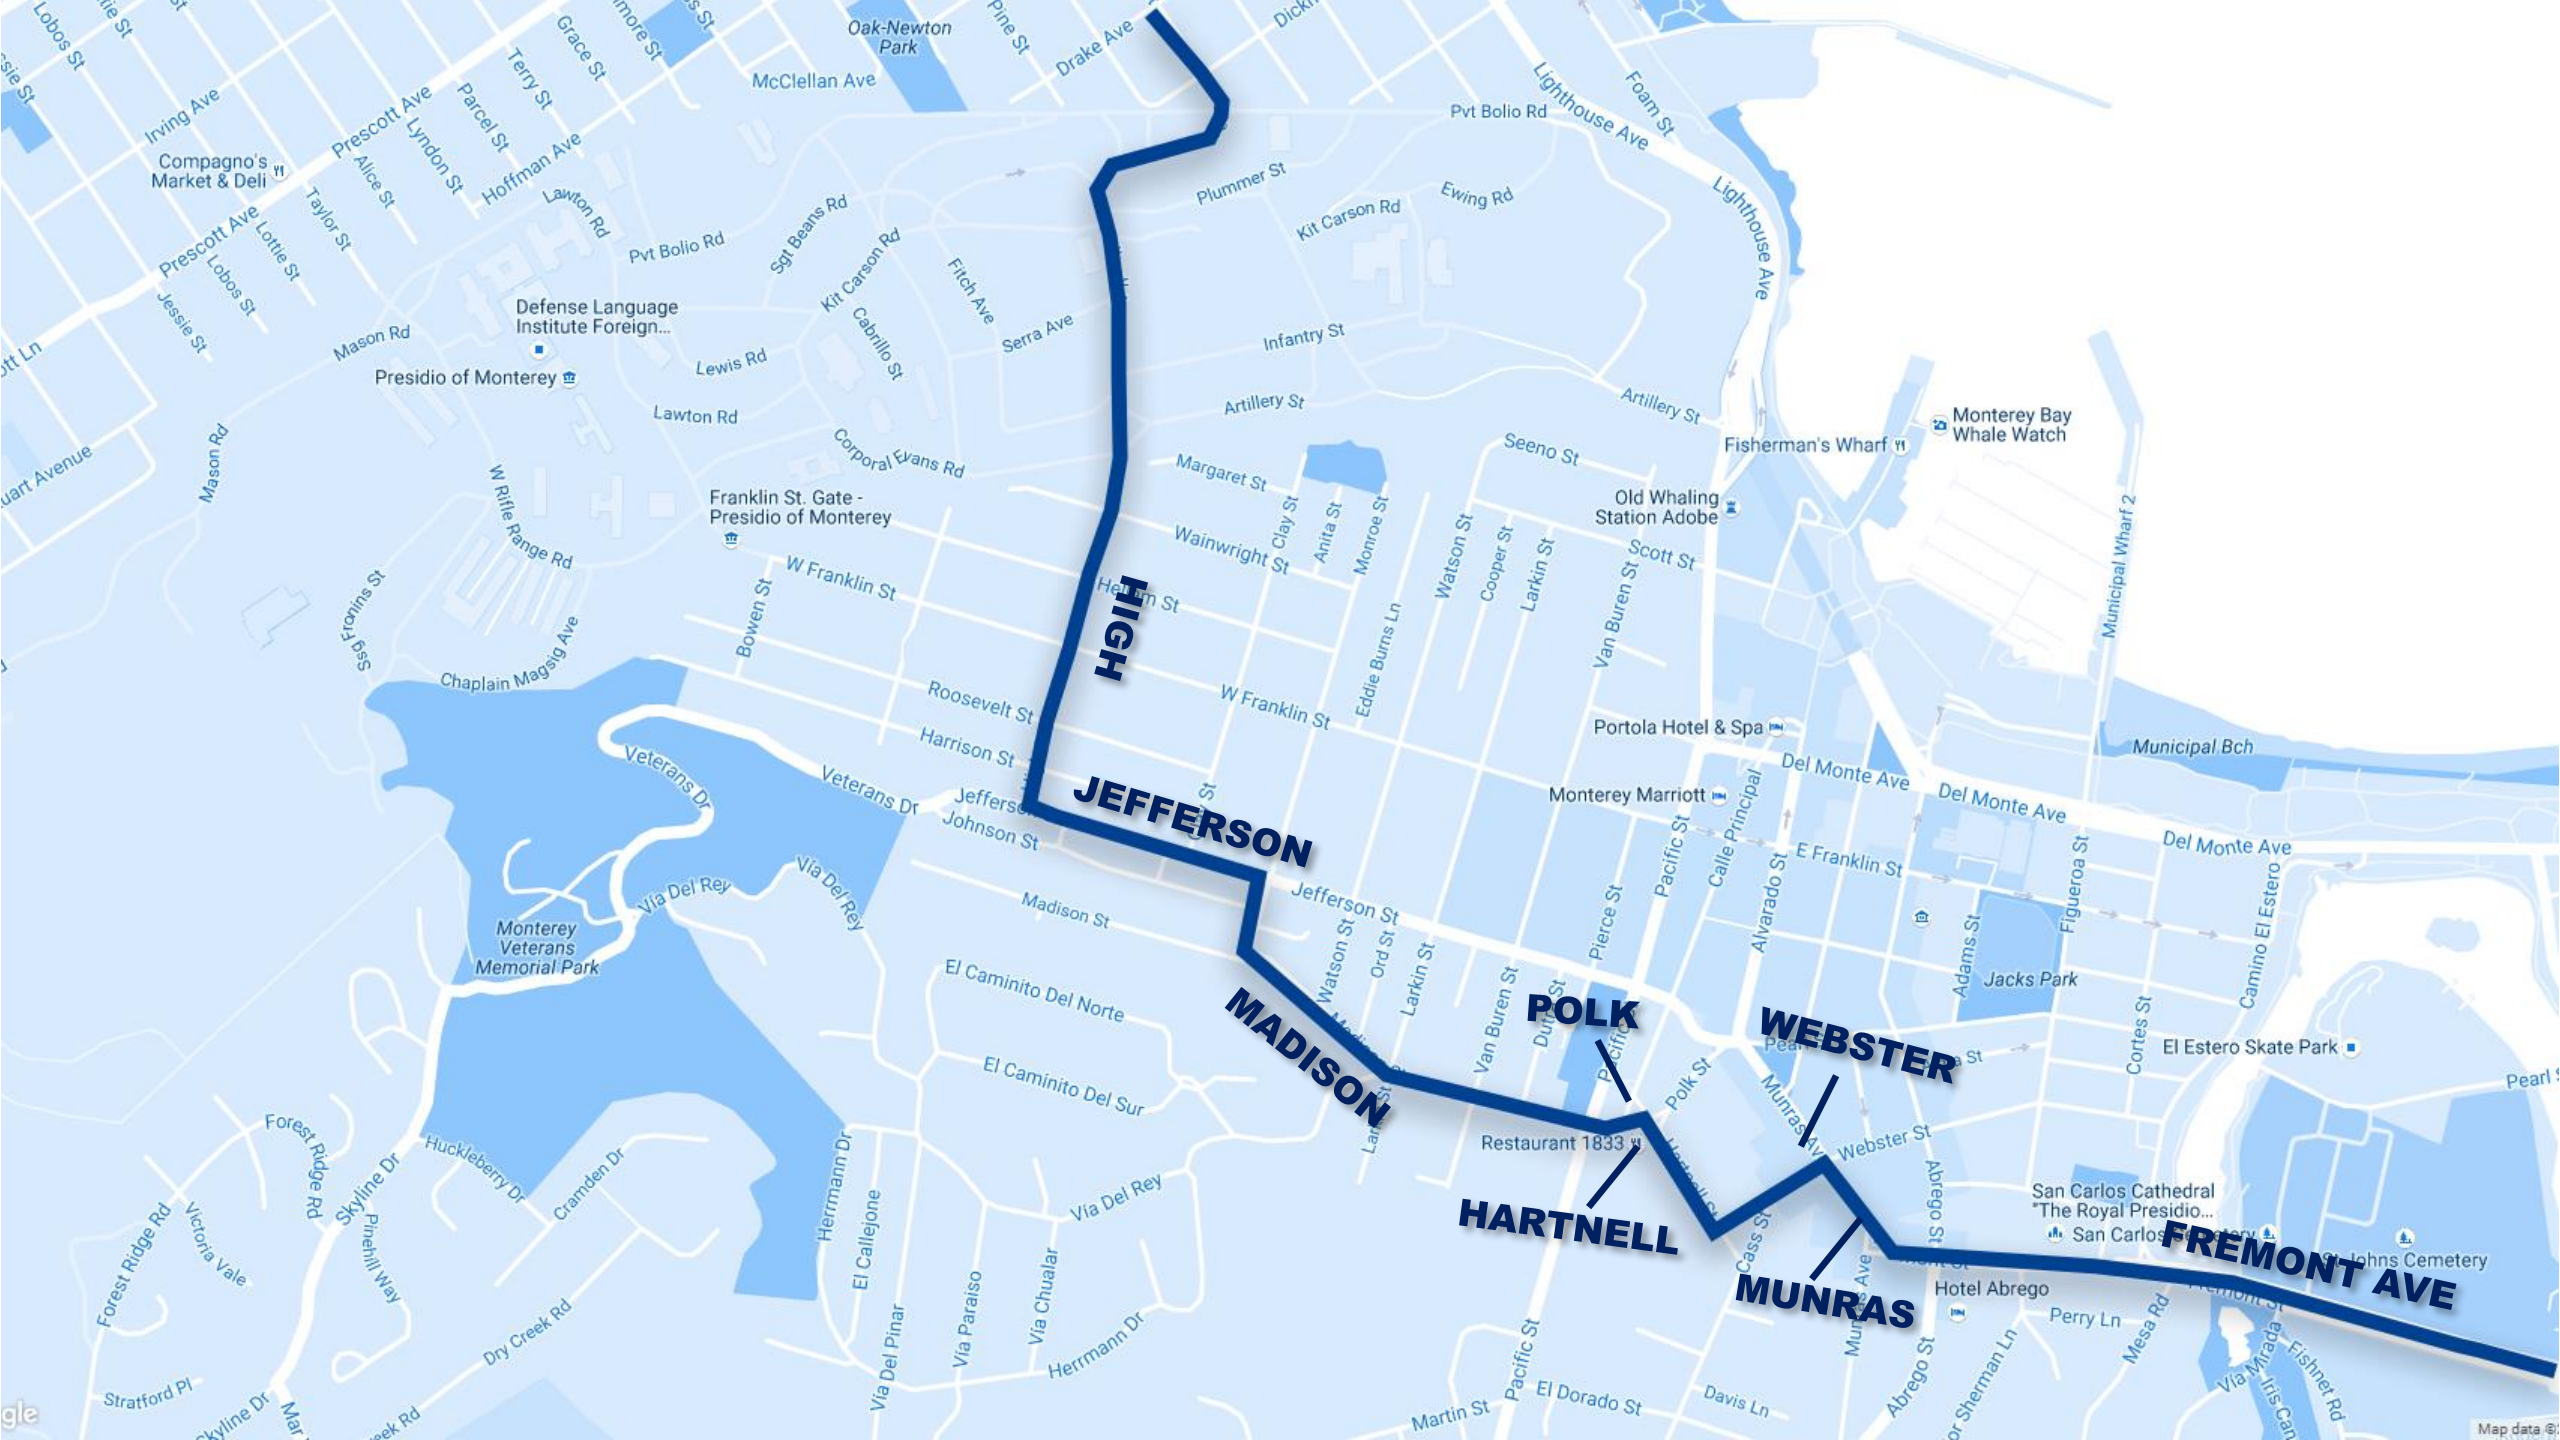 Lobos St
Grace St
Terry St
Parcel St
Lyndon St
Alice St
Irving Ave
Prescott Ave
Hoffman Ave
Oak-Newton
Park
McClellan Ave
Pine St
Drake Ave
Lighthouse Ave
Foam St
Pvt Bolio Rd
Compagno's
Market & Deli
Taylor St
Lottie St
Lobos St
Jessie St
Prescott Ave
Lawton Rd
Pvt Bolio Rd
Sgt Beans Rd
Kit Carson Rd
Fitch Ave
Cabrillo St
Serra Ave
Plummer St
Kit Carson Rd
Ewing Rd
Lighthouse Ave
Defense Language
Institute Foreign...
Presidio of Monterey
Mason Rd
Mason Rd
Lewis Rd
Lawton Rd
Infantry St
Artillery St
Artillery St
Corporal Evans Rd
W Rifle Range Rd
Franklin St. Gate -
Presidio of Monterey
Margaret St
Clay St
Anita St
Monroe St
Wainwright St
Seeno St
Watson St
Cooper St
Larkin St
Van Buren St
Scott St
Fisherman's Wharf
Monterey Bay
Whale Watch
Old Whaling
Station Adobe
Municipal Wharf 2
W Franklin St
Bowen St
Ssg Fronins St
Chaplain Magsig Ave
HIGH
Eddie Burns Ln
W Franklin St
Roosevelt St
Harrison St
Veterans Dr
Veterans Dr
Portola Hotel & Spa
Monterey Marriott
Del Monte Ave
Del Monte Ave
Del Monte Ave
Municipal Bch
JEFFERSON
Johnson St
Jefferson St
Madison St
Via Del Rey
Via Del Rey
Monterey
Veterans
Memorial Park
Pacific St
Calle Principal
Alvarado St
E Franklin St
Figueroa St
Camino El Estero
Adams St
Jacks Park
Cortes St
Pierce St
Watson St
Ord St
Larkin St
Van Buren St
El Caminito Del Norte
El Caminito Del Sur
MADISON
POLK
WEBSTER
Polk St
Munras Ave
Webster St
El Estero Skate Park
Pearl
Restaurant 1833
HARTNELL
MUNRAS
FREMONT AVE
Cass St
Abrego St
San Carlos Cathedral
"The Royal Presidio...
Hotel Abrego
Perry Ln
Mesa Rd
Via Mirada
Fishnet Rd
Forest Ridge Rd
Forest Ridge Rd
Victoria Vale
Skyline Dr
Pinehill Way
Huckleberry Dr
Cramden Dr
Dry Creek Rd
Stratford Pl
Skyline Dr
Herrmann Dr
El Callejone
Via Del Pinar
Via Paraiso
Via Chualar
Via Del Rey
Herrmann Dr
Pacific St
Martin St
El Dorado St
Davis Ln
Abrego St
Map data ©